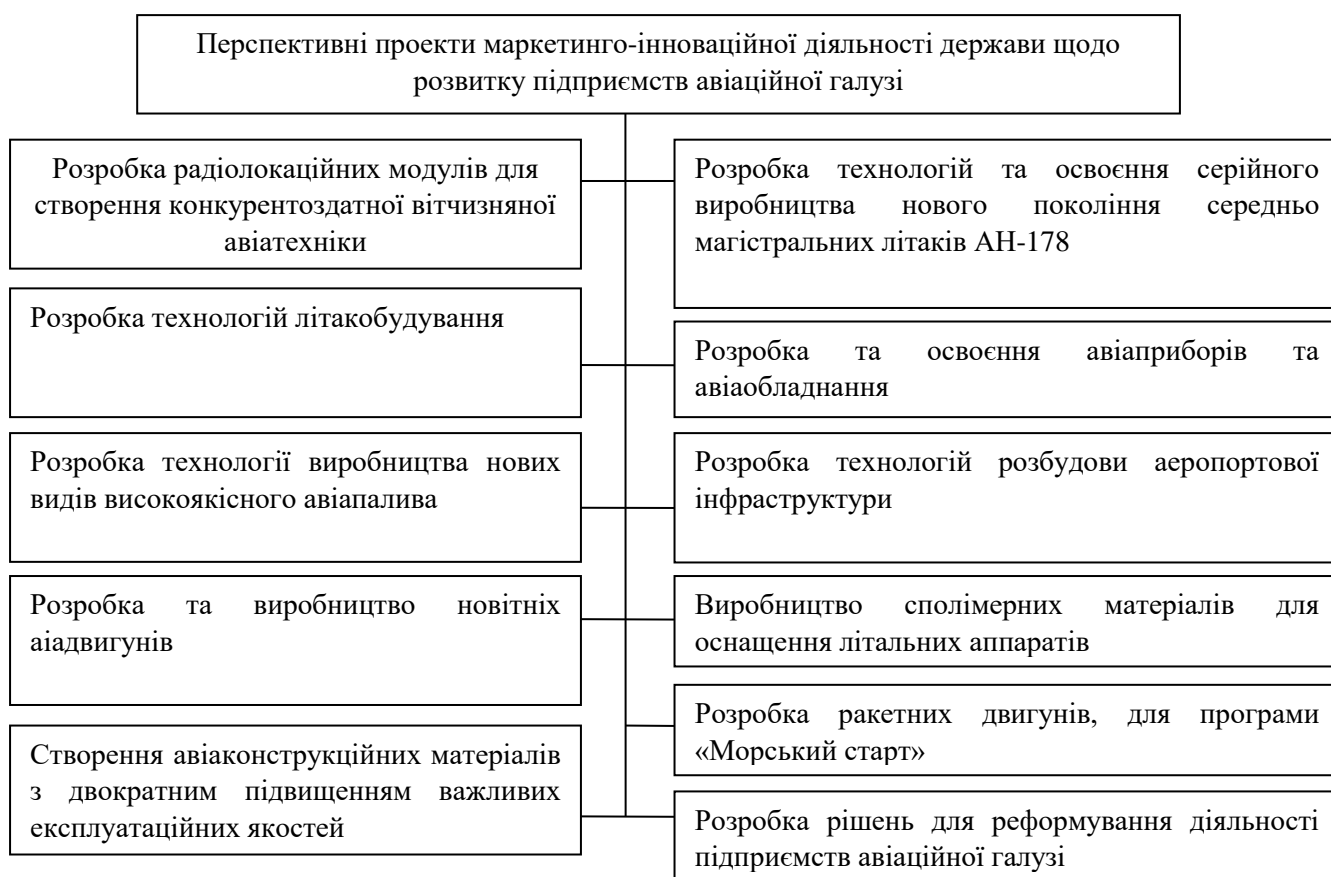 Перспективні проекти маркетинго-інноваційної діяльності держави щодо
розвитку підприємств авіаційної галузі
Розробка радіолокаційних модулів для
створення конкурентоздатної вітчизняної
авіатехніки
Розробка технологій літакобудування
Розробка технології виробництва нових
видів високоякісного авіапалива
Розробка та виробництво новітніх
аіадвигунів
Створення авіаконструкційних матеріалів
з двократним підвищенням важливих
експлуатаційних якостей
Розробка технологій та освоєння серійного
виробництва нового покоління середньо
магістральних літаків АН-178
Розробка та освоєння авіаприборів та
авіаобладнання
Розробка технологій розбудови аеропортової
інфраструктури
Виробництво сполімерних матеріалів для
оснащення літальних аппаратів
Розробка ракетних двигунів, для програми
«Морський старт»
Розробка рішень для реформування діяльності
підприємств авіаційної галузі